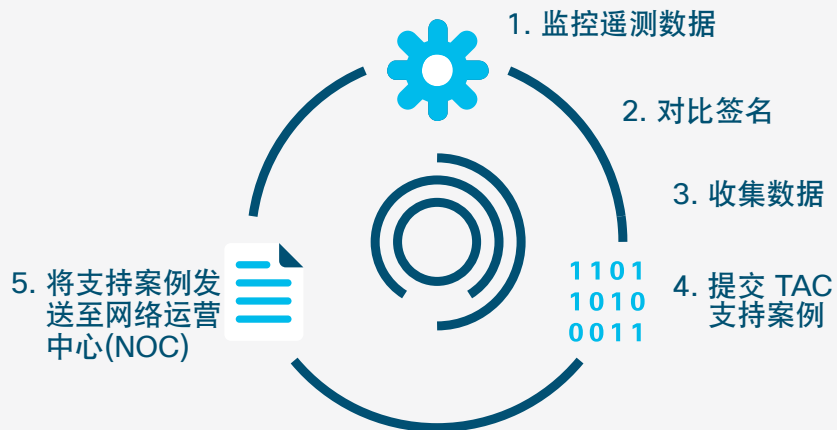 1. 监控遥测数据
2. 对比签名
3. 收集数据
1101
1010
0011
4. 提交 TAC
支持案例
5. 将支持案例发
送至网络运营
中心(NOC)